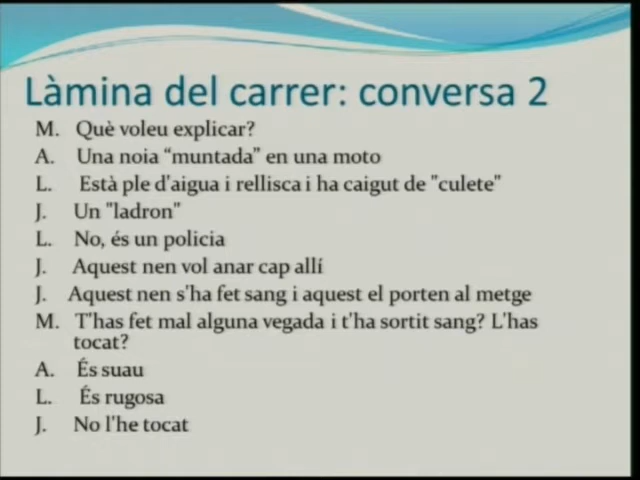 Làmina del carrer: conversa 2
M. Què voleu explicar?
A. Una noia “muntada” en una moto
L. Està ple d'aigua i rellisca i ha caigut de "culete"
J. Un "ladron"
L. No, és un policia
J. Aquest nen vol anar cap allí
J. Aquest nen s'ha fet sang i aquest el porten al metge
M. T'has fet mal alguna vegada i t'ha sortit sang? L'has
tocat?
A. És suau
L. És rugosa
J. No l'he tocat